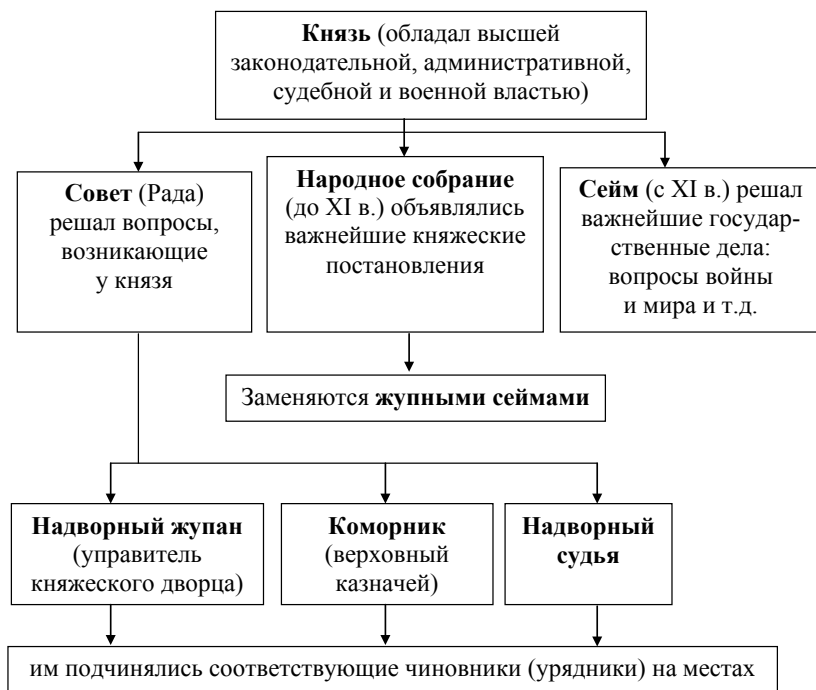 Князь (обладал высшей
законодательной, административной,
судебной и военной властью)
Совет (Рада)
решал вопросы,
возникающие
у князя
Народное собрание
(до XI в.) объявлялись
важнейшие княжеские
постановления
Сейм (с XI в.) решал
важнейшие государ-
ственные дела:
вопросы войны
и мира и т.д.
Заменяются жупными сеймами
Надворный жупан
(управитель
княжеского дворца)
Коморник
(верховный
казначей)
Надворный
судья
им подчинялись соответствующие чиновники (урядники) на местах